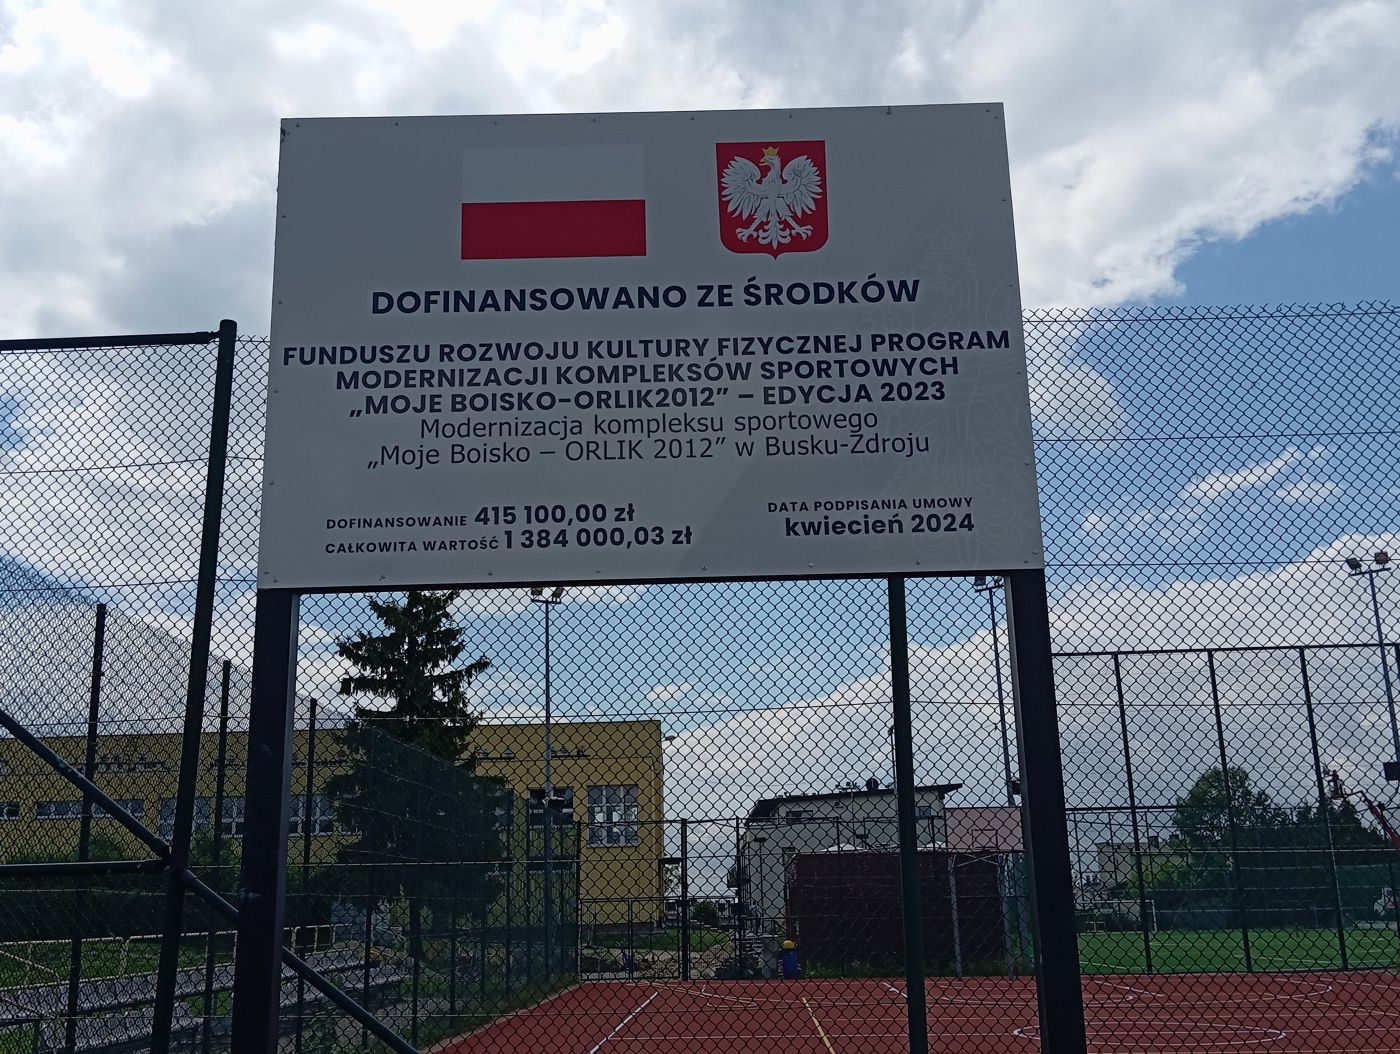 DOFINANSOWANO ZE ŚRODKÓW
FUNDUSZU ROZWOJU KULTURY FIZYCZNEJ PROGRAM
MODERNIZACJI KOMPLEKSÓW SPORTOWYCH
„MOJE BOISKO-ORLIK2012” – EDYCJA 2023
Modernizacja kompleksu sportowego
„Moje Boisko – ORLIK 2012” w Busku-Zdroju
DOFINANSOWANIE 415 100,00 zł
CAŁKOWITA WARTOŚĆ 1 384 000,03 zł
DATA PODPISANIA UMOWY
kwiecień 2024